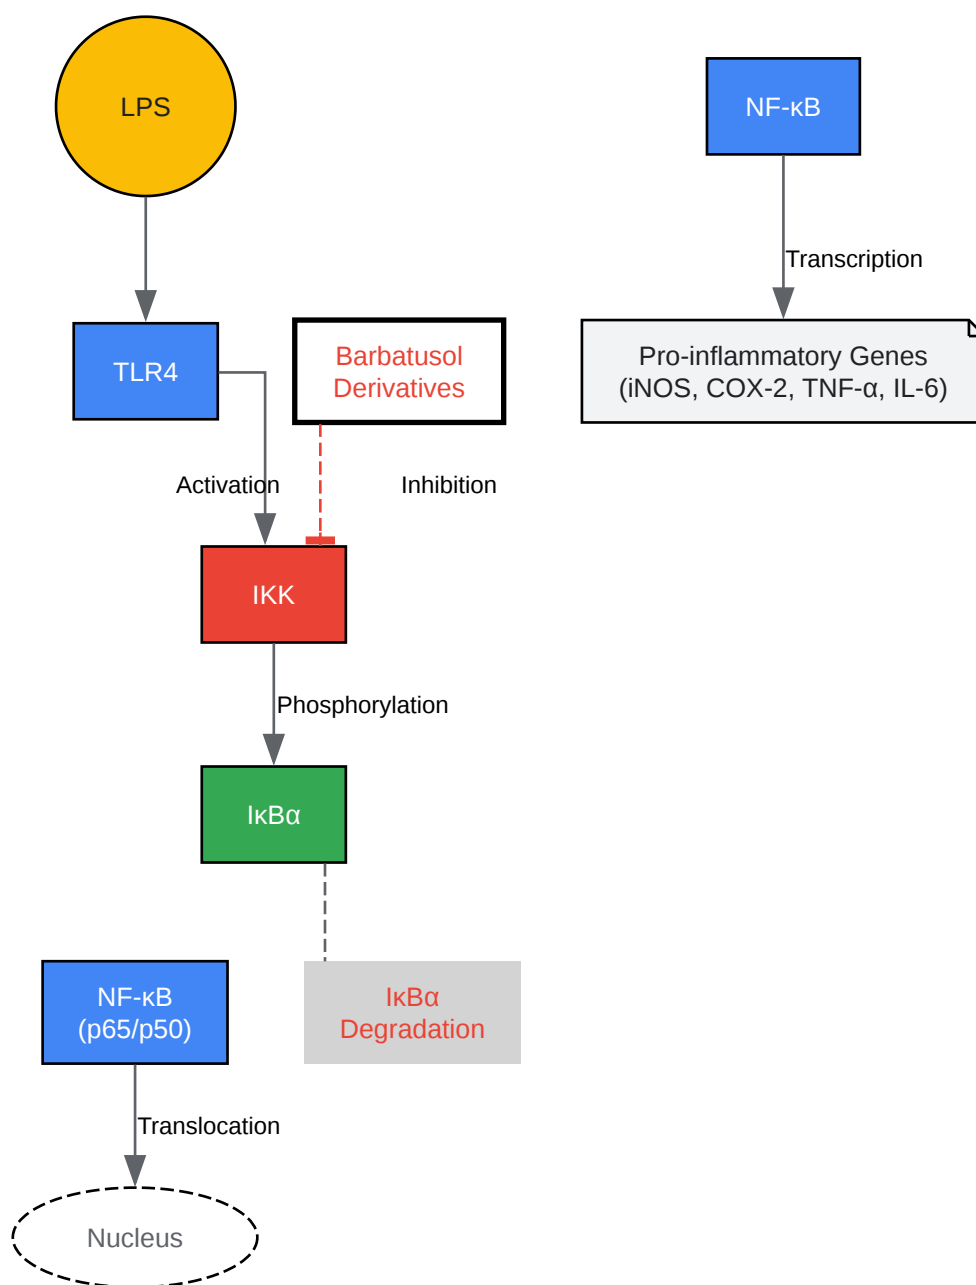 LPS
NF-κB
Transcription
TLR4
Barbatusol
Derivatives
Pro-inflammatory Genes
(iNOS, COX-2, TNF-α, IL-6)
Activation
Inhibition
IKK
Phosphorylation
IκBα
NF-κB
(p65/p50)
IκBα
Degradation
Translocation
Nucleus